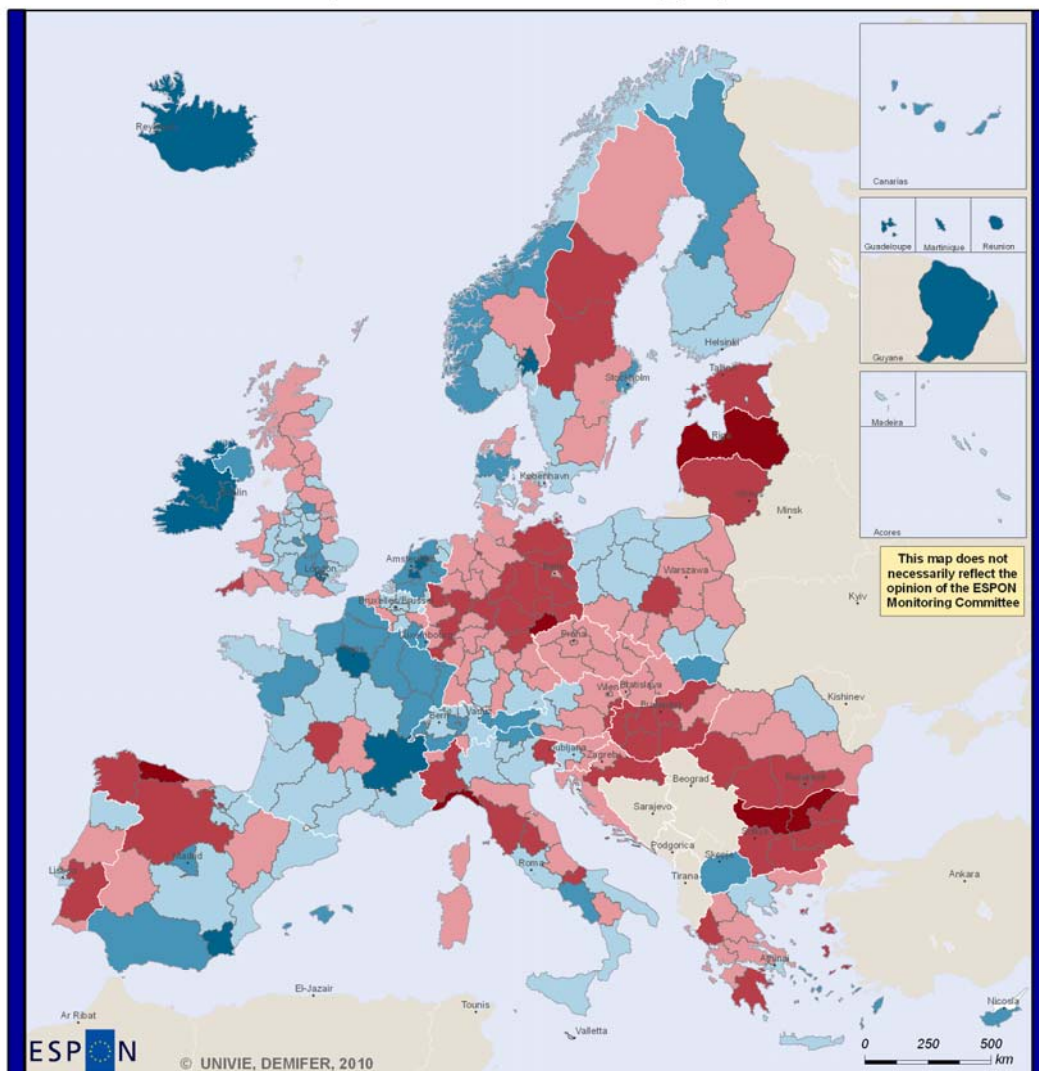 Reykjavik
Canarias
Guadeloupe
Martinique
Réunion
Guyane
Helsinki
Tallinn
Stockholm
Madeira
Riga
København
Minsk
Acores
Amsterdam
London
This map does not
necessarily reflect the
opinion of the ESPON
Monitoring Committee
Warszawa
Kyiv
Praha
Wien
Bratislava
Kishinev
Bern
Ljubljana
Zagreb
Beograd
Sarajevo
Podgorica
Skopje
Tirana
Roma
Madrid
Ankara
Athinai
El-Jazair
Tounis
Nicosia
Ar Ribat
Valletta
ESPON
© UNIVIE, DEMIFER, 2010
0 250 500
km